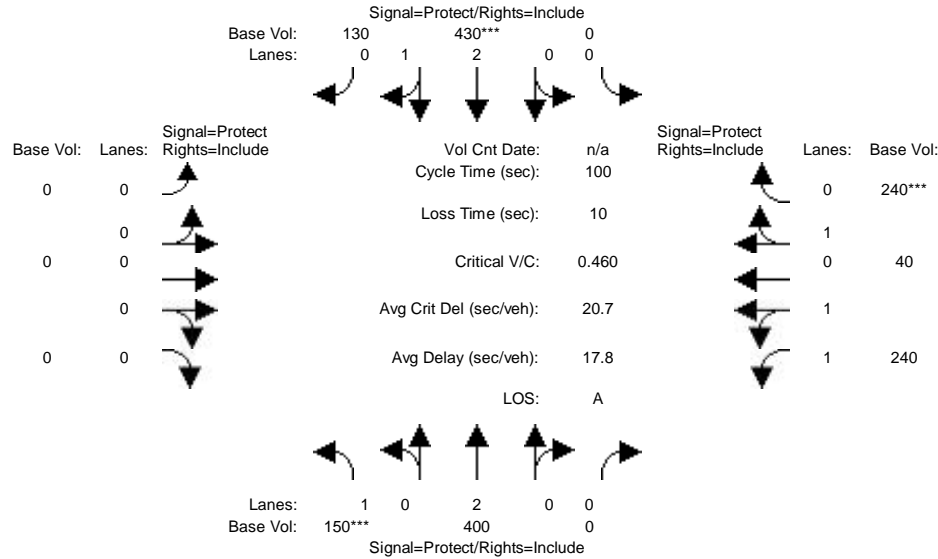 Signal=Protect/Rights=Include
Base Vol: 130 430*** 0
Lanes: 0 1 2 0 0
Signal=Protect
Base Vol: Lanes: Rights=Include
Vol Cnt Date: n/a
Signal=Protect
Rights=Include Lanes: Base Vol:
Cycle Time (sec): 100
0 0
0 240***
Loss Time (sec): 10
0
1
0 0
Critical V/C: 0.460
0 40
0
Avg Crit Del (sec/veh): 20.7
1
0 0
Avg Delay (sec/veh): 17.8
1 240
LOS: A
Lanes: 1 0 2 0 0
Base Vol: 150*** 400 0
Signal=Protect/Rights=Include